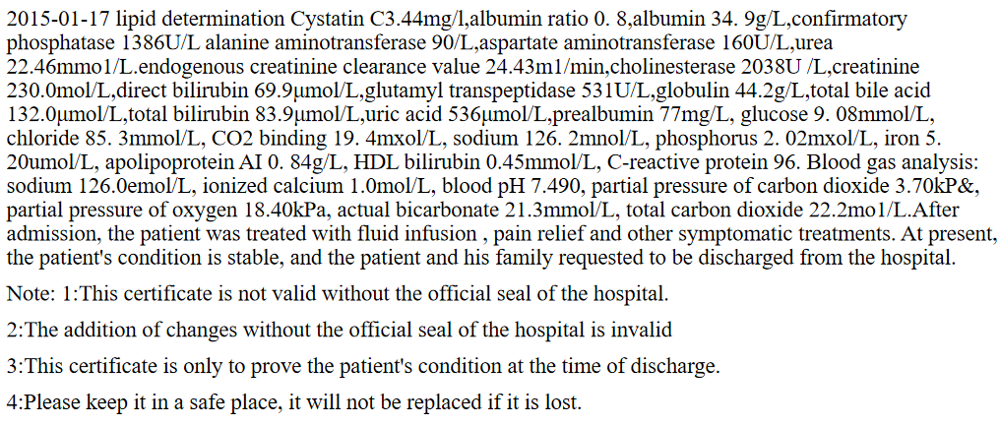 2015-01-17 lipid determination Cystatin C3.44mg/l,albumin ratio 0. 8,albumin 34. 9g/L,confirmatory
phosphatase 1386U/L alanine aminotransferase 90/L,aspartate aminotransferase 160U/L,urea
22.46mmo1/L.endogenous creatinine clearance value 24.43m1/min,cholinesterase 2038U /L,creatinine
230.0mol/L,direct bilirubin 69.9μmol/L,glutamyl transpeptidase 531U/L,globulin 44.2g/L,total bile acid
132.0μmol/L,total bilirubin 83.9μmol/L,uric acid 536μmol/L,prealbumin 77mg/L, glucose 9. 08mmol/L,
chloride 85. 3mmol/L, CO2 binding 19. 4mxol/L, sodium 126. 2mnol/L, phosphorus 2. 02mxol/L, iron 5.
20umol/L, apolipoprotein AI 0. 84g/L, HDL bilirubin 0.45mmol/L, C-reactive protein 96. Blood gas analysis:
sodium 126.0emol/L, ionized calcium 1.0mol/L, blood pH 7.490, partial pressure of carbon dioxide 3.70kP&,
partial pressure of oxygen 18.40kPa, actual bicarbonate 21.3mmol/L, total carbon dioxide 22.2mo1/L.After
admission, the patient was treated with fluid infusion , pain relief and other symptomatic treatments. At present,
the patient's condition is stable, and the patient and his family requested to be discharged from the hospital.
Note: 1:This certificate is not valid without the official seal of the hospital.
2:The addition of changes without the official seal of the hospital is invalid
3:This certificate is only to prove the patient's condition at the time of discharge.
4:Please keep it in a safe place, it will not be replaced if it is lost.